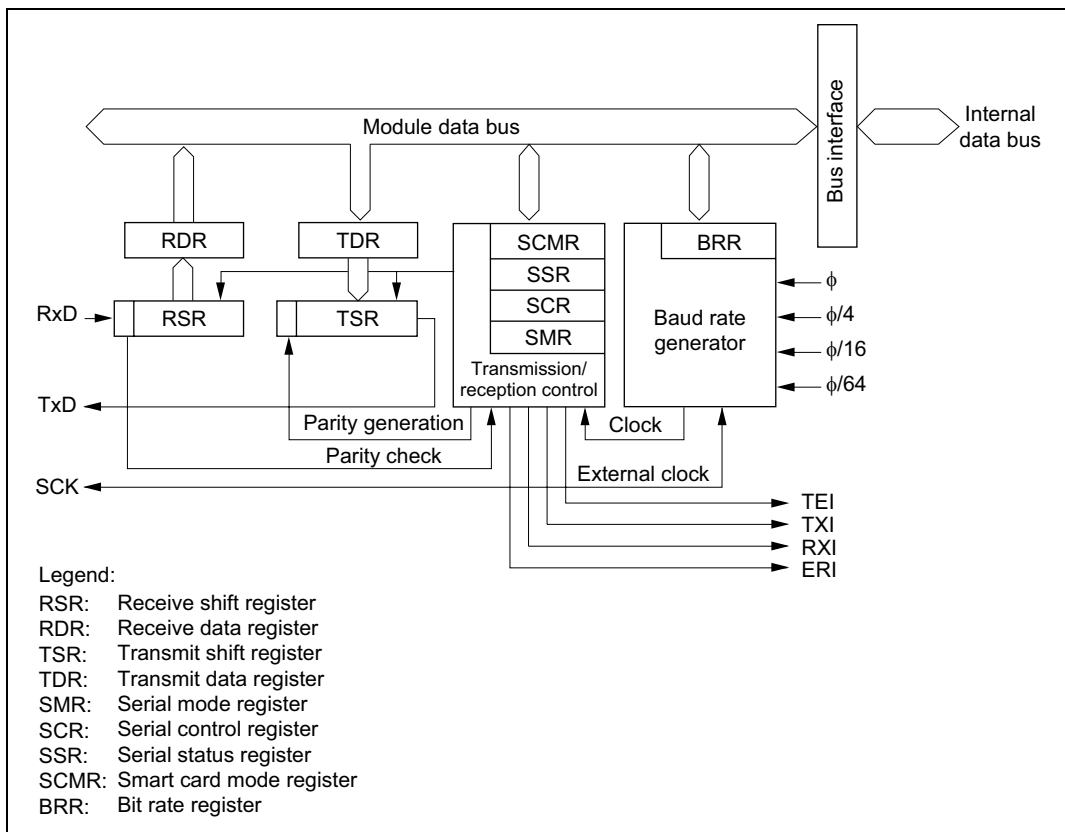 Module data bus
Bus interface
Internal
data bus
RDR
TDR
SCMR
SSR
SCR
SMR
Transmission/
reception control
BRR
Baud rate
generator
ϕ
ϕ/4
ϕ/16
ϕ/64
RxD
RSR
TSR
TxD
Parity generation
Clock
Parity check
External clock
SCK
TEI
TXI
RXI
ERI
Legend:
RSR: Receive shift register
RDR: Receive data register
TSR: Transmit shift register
TDR: Transmit data register
SMR: Serial mode register
SCR: Serial control register
SSR: Serial status register
SCMR: Smart card mode register
BRR: Bit rate register